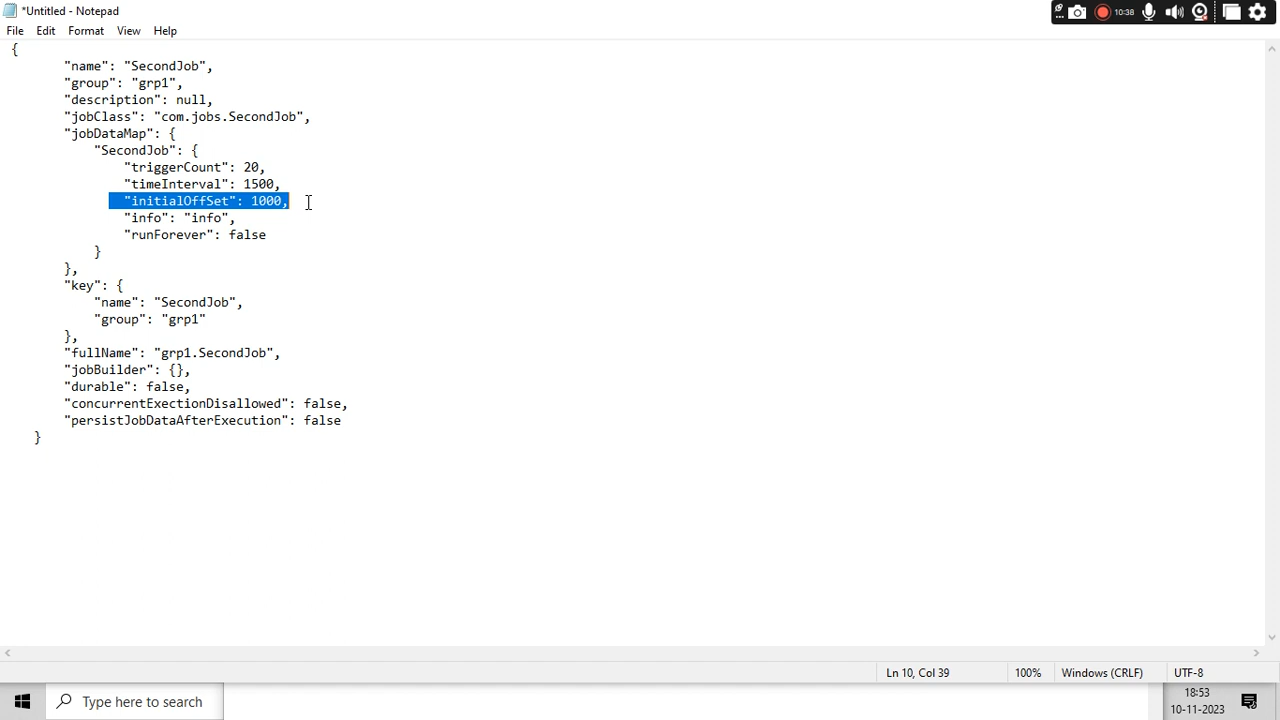 *Untitled - Notepad
10:38
File Edit Format View Help
{
"name": "SecondJob",
"group": "grp1",
"description": null,
"jobClass": "com.jobs.SecondJob",
"jobDataMap": {
"SecondJob": {
"triggerCount": 20,
"timeInterval": 1500,
"initialOffSet": 1000,
"info": "info",
"runForever": false
}
},
"key": {
"name": "SecondJob",
"group": "grp1"
},
"fullName": "grp1.SecondJob",
"jobBuilder": {},
"durable": false,
"concurrentExectionDisallowed": false,
"persistJobDataAfterExecution": false
}
Ln 10, Col 39 100% Windows (CRLF) UTF-8
Type here to search
18:53
10-11-2023